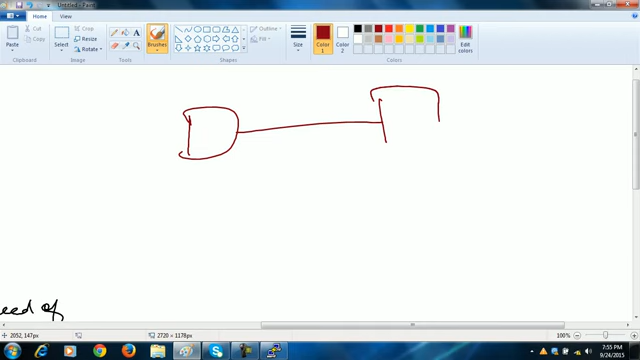 Untitled - Paint
Home View
Paste
Cut
Copy
Clipboard
Select
Crop
Resize
Rotate
Image
Tools
Brushes
Shapes
Outline
Fill
Size
Color 1
Color 2
Colors
Edit colors
D
eed of
2052, 147px
2720 × 1178px
100%
7:55 PM
9/24/2015